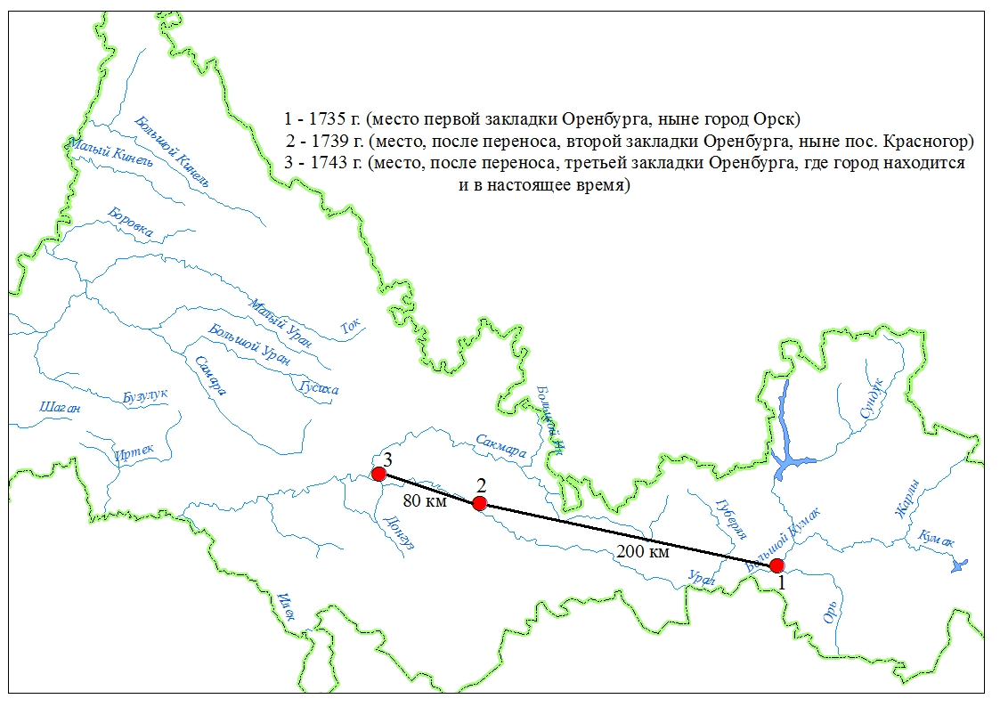 1 - 1735 г. (место первой закладки Оренбурга, ныне город Орск)
2 - 1739 г. (место, после переноса, второй закладки Оренбурга, ныне пос. Красногор)
3 - 1743 г. (место, после переноса, третьей закладки Оренбурга, где город находится
и в настоящее время)
Большой Кинель
Малый Кинель
Боровка
Малый Уран
Ток
Большой Уран
Самара
Гусиха
Бузулук
Шаган
Иртек
Большой Ик
Сакмара
Сундук
3
2
80 км
Донгуз
Губерля
Жарлы
Большой Кумак
Кумак
200 км
Урал
1
Илек
Орь